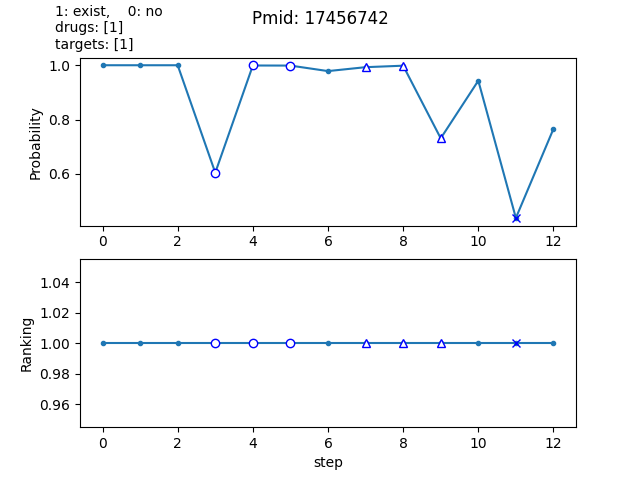 1: exist,    0: no
drugs: [1]
targets: [1]
Pmid: 17456742
Probability
1.0
0.8
0.6
0 2 4 6 8 10 12
Ranking
1.04
1.02
1.00
0.98
0.96
0 2 4 6 8 10 12
step